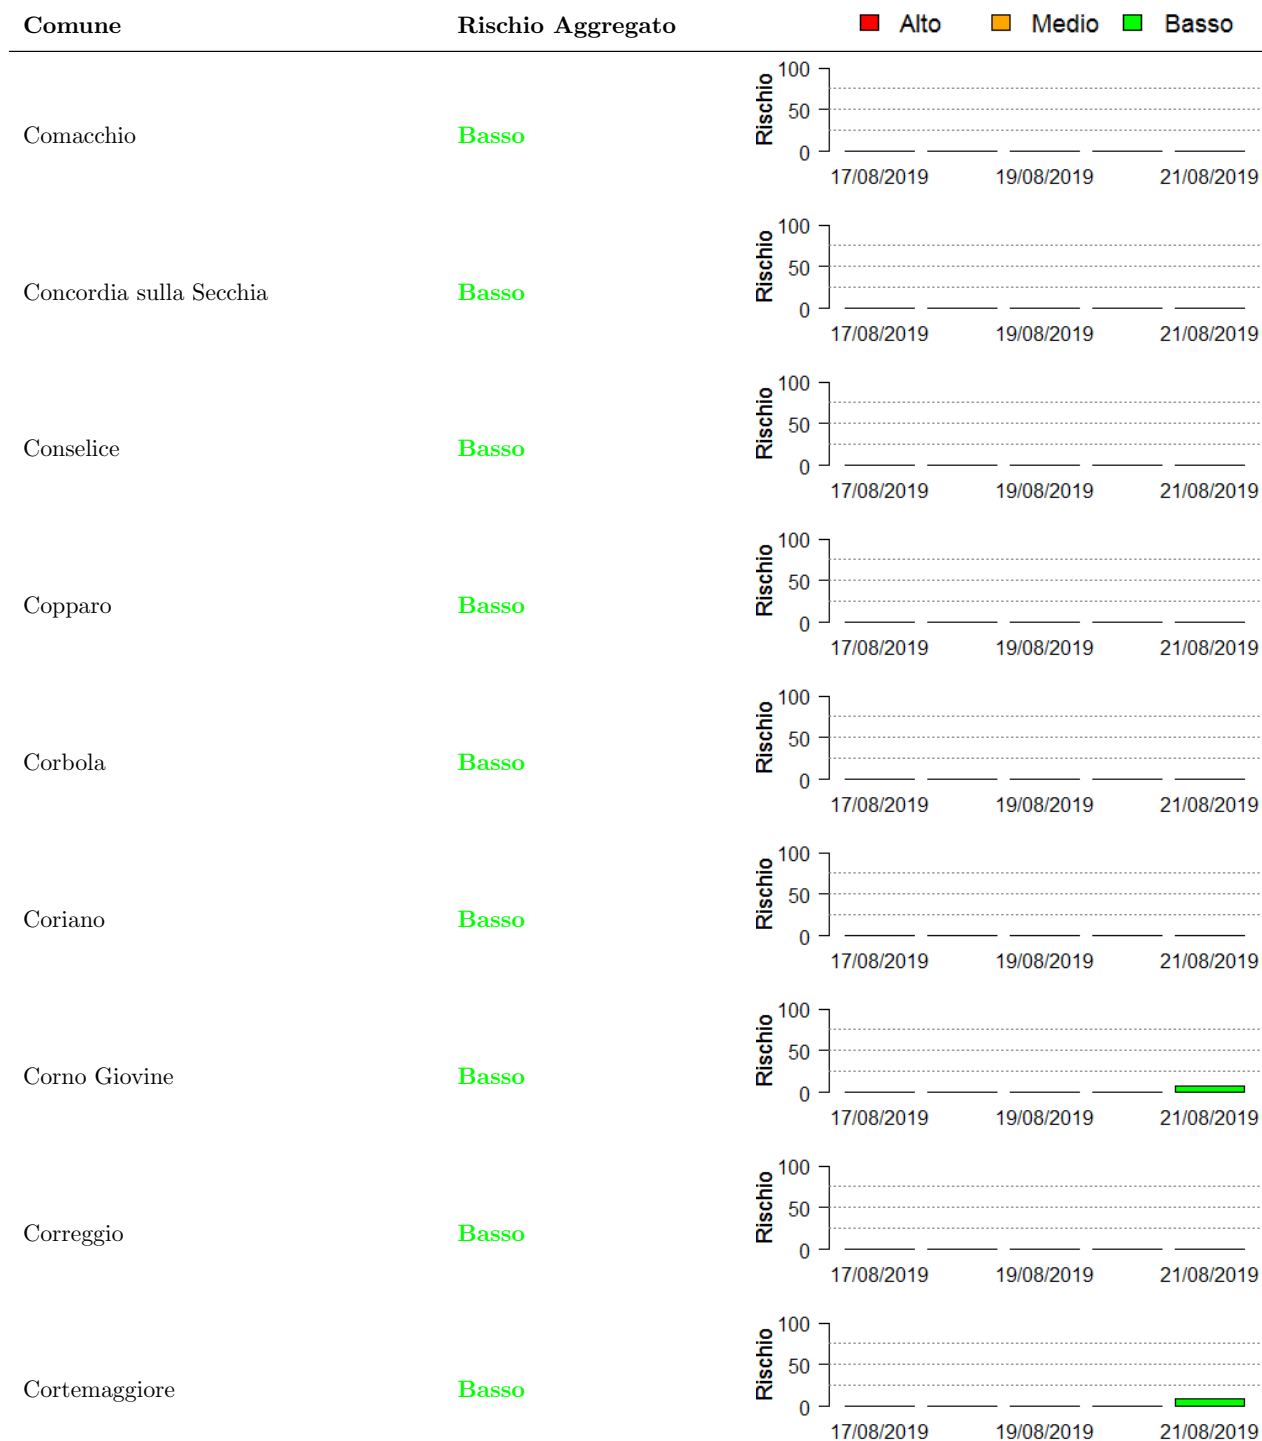 Comune Rischio Aggregato Alto Medio Basso
Comacchio Basso Rischio 100 50 0
17/08/2019 19/08/2019 21/08/2019
Concordia sulla Secchia Basso Rischio 100 50 0
17/08/2019 19/08/2019 21/08/2019
Conselice Basso Rischio 100 50 0
17/08/2019 19/08/2019 21/08/2019
Copparo Basso Rischio 100 50 0
17/08/2019 19/08/2019 21/08/2019
Corbola Basso Rischio 100 50 0
17/08/2019 19/08/2019 21/08/2019
Coriano Basso Rischio 100 50 0
17/08/2019 19/08/2019 21/08/2019
Corno Giovine Basso Rischio 100 50 0
17/08/2019 19/08/2019 21/08/2019
Correggio Basso Rischio 100 50 0
17/08/2019 19/08/2019 21/08/2019
Cortemaggiore Basso Rischio 100 50 0
17/08/2019 19/08/2019 21/08/2019